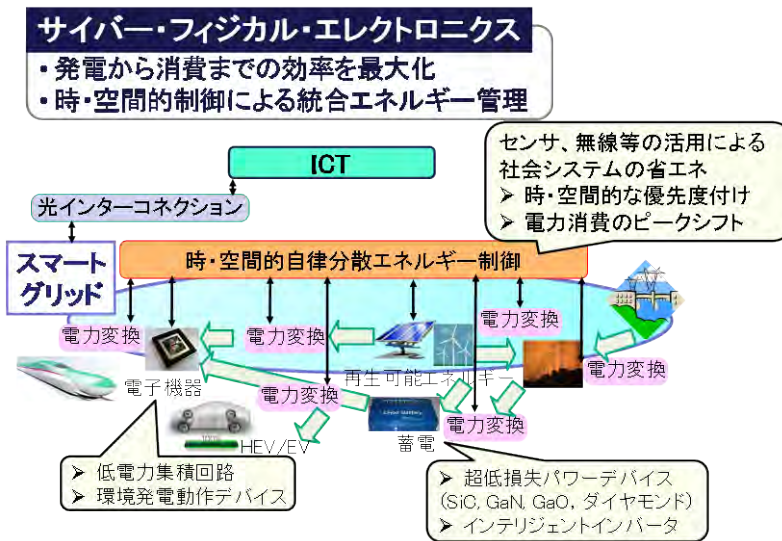 サイバー・フィジカル・エレクトロニクス
・発電から消費までの効率を最大化
・時・空間的制御による統合エネルギー管理
センサ、無線等の活用による
社会システムの省エネ
➢ 時・空間的な優先度付け
➢ 電力消費のピークシフト
ICT
光インターコネクション
スマート
グリッド
時・空間的自律分散エネルギー制御
電力変換
電力変換
電力変換
電力変換
電子機器
再生可能エネルギー
電力変換
電力変換
蓄電
100%
HEV/EV
➢ 低電力集積回路
➢ 環境発電動作デバイス
➢ 超低損失パワーデバイス
(SiC, GaN, GaO, ダイヤモンド)
➢ インテリジェントインバータ